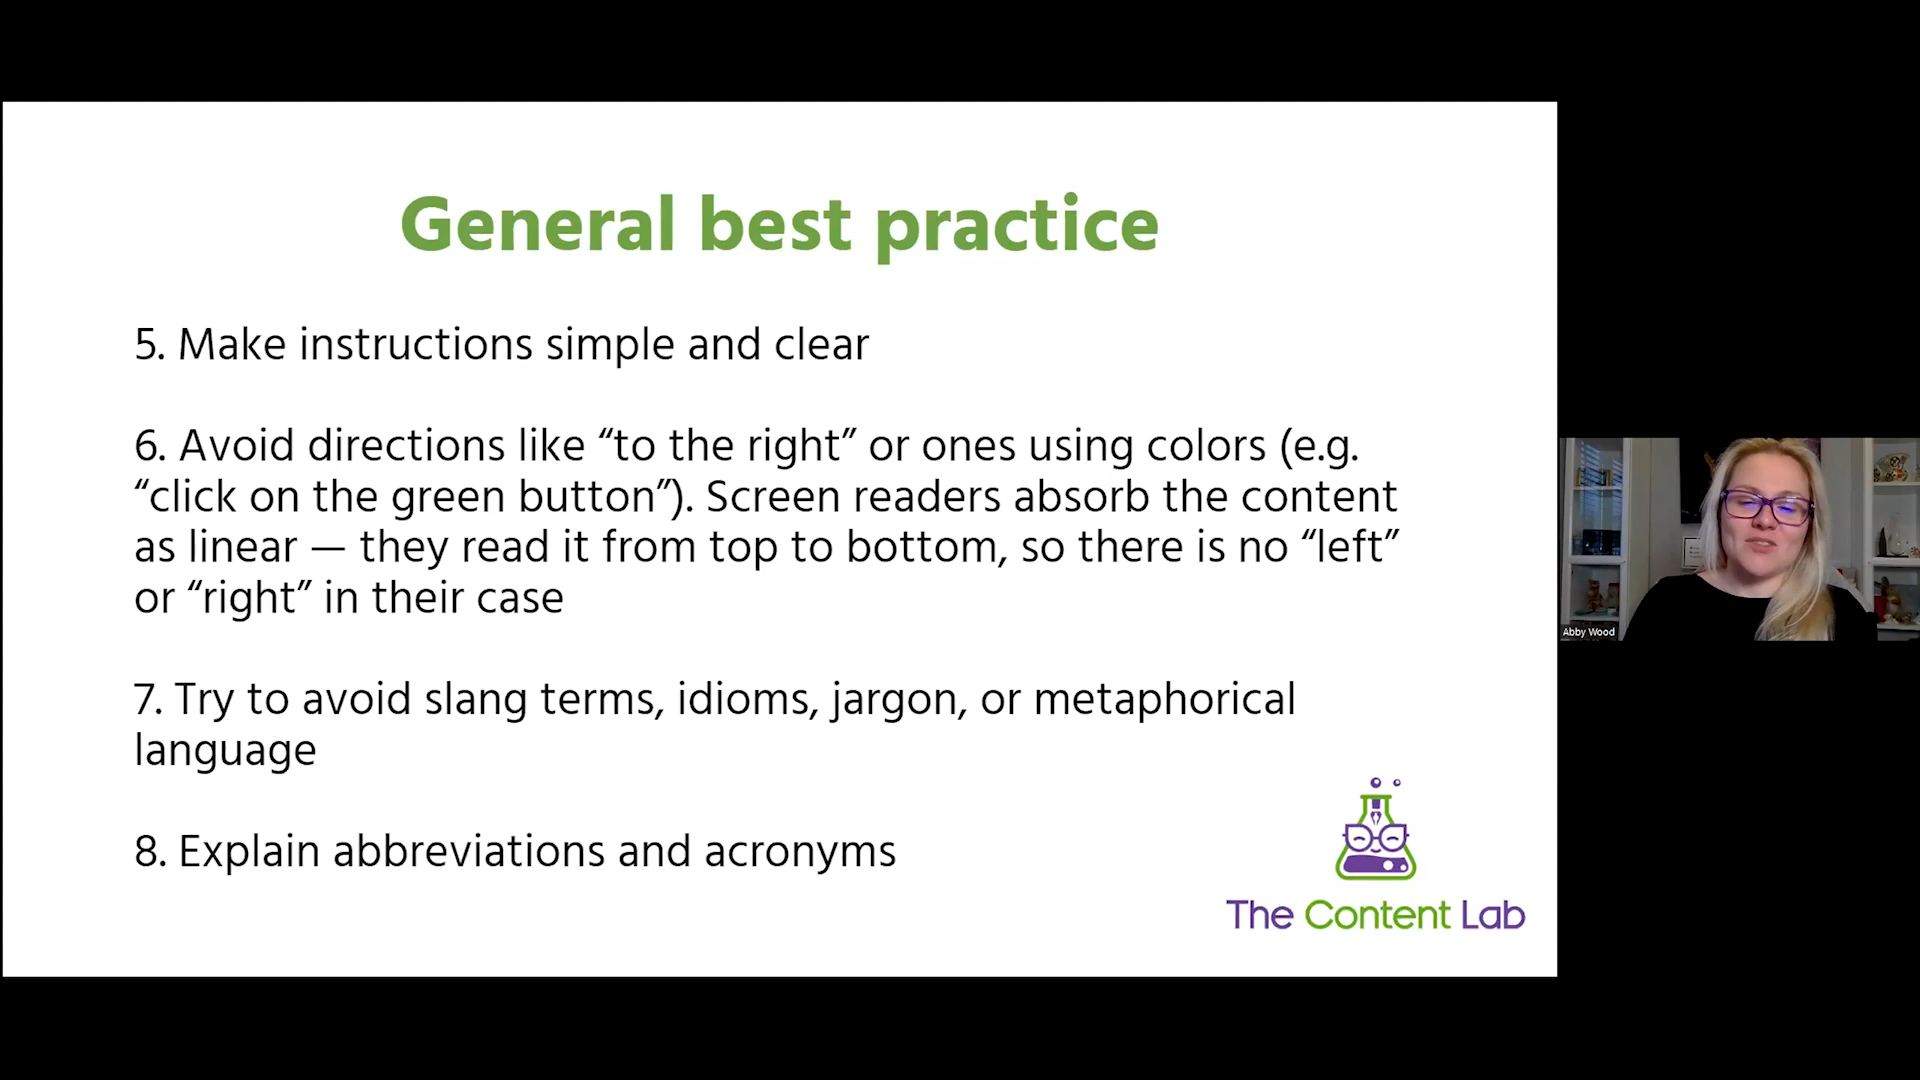 General best practice
5. Make instructions simple and clear
6. Avoid directions like “to the right” or ones using colors (e.g.
“click on the green button”). Screen readers absorb the content
as linear — they read it from top to bottom, so there is no “left”
or “right” in their case
7. Try to avoid slang terms, idioms, jargon, or metaphorical
language
8. Explain abbreviations and acronyms
The Content Lab
Abby Wood